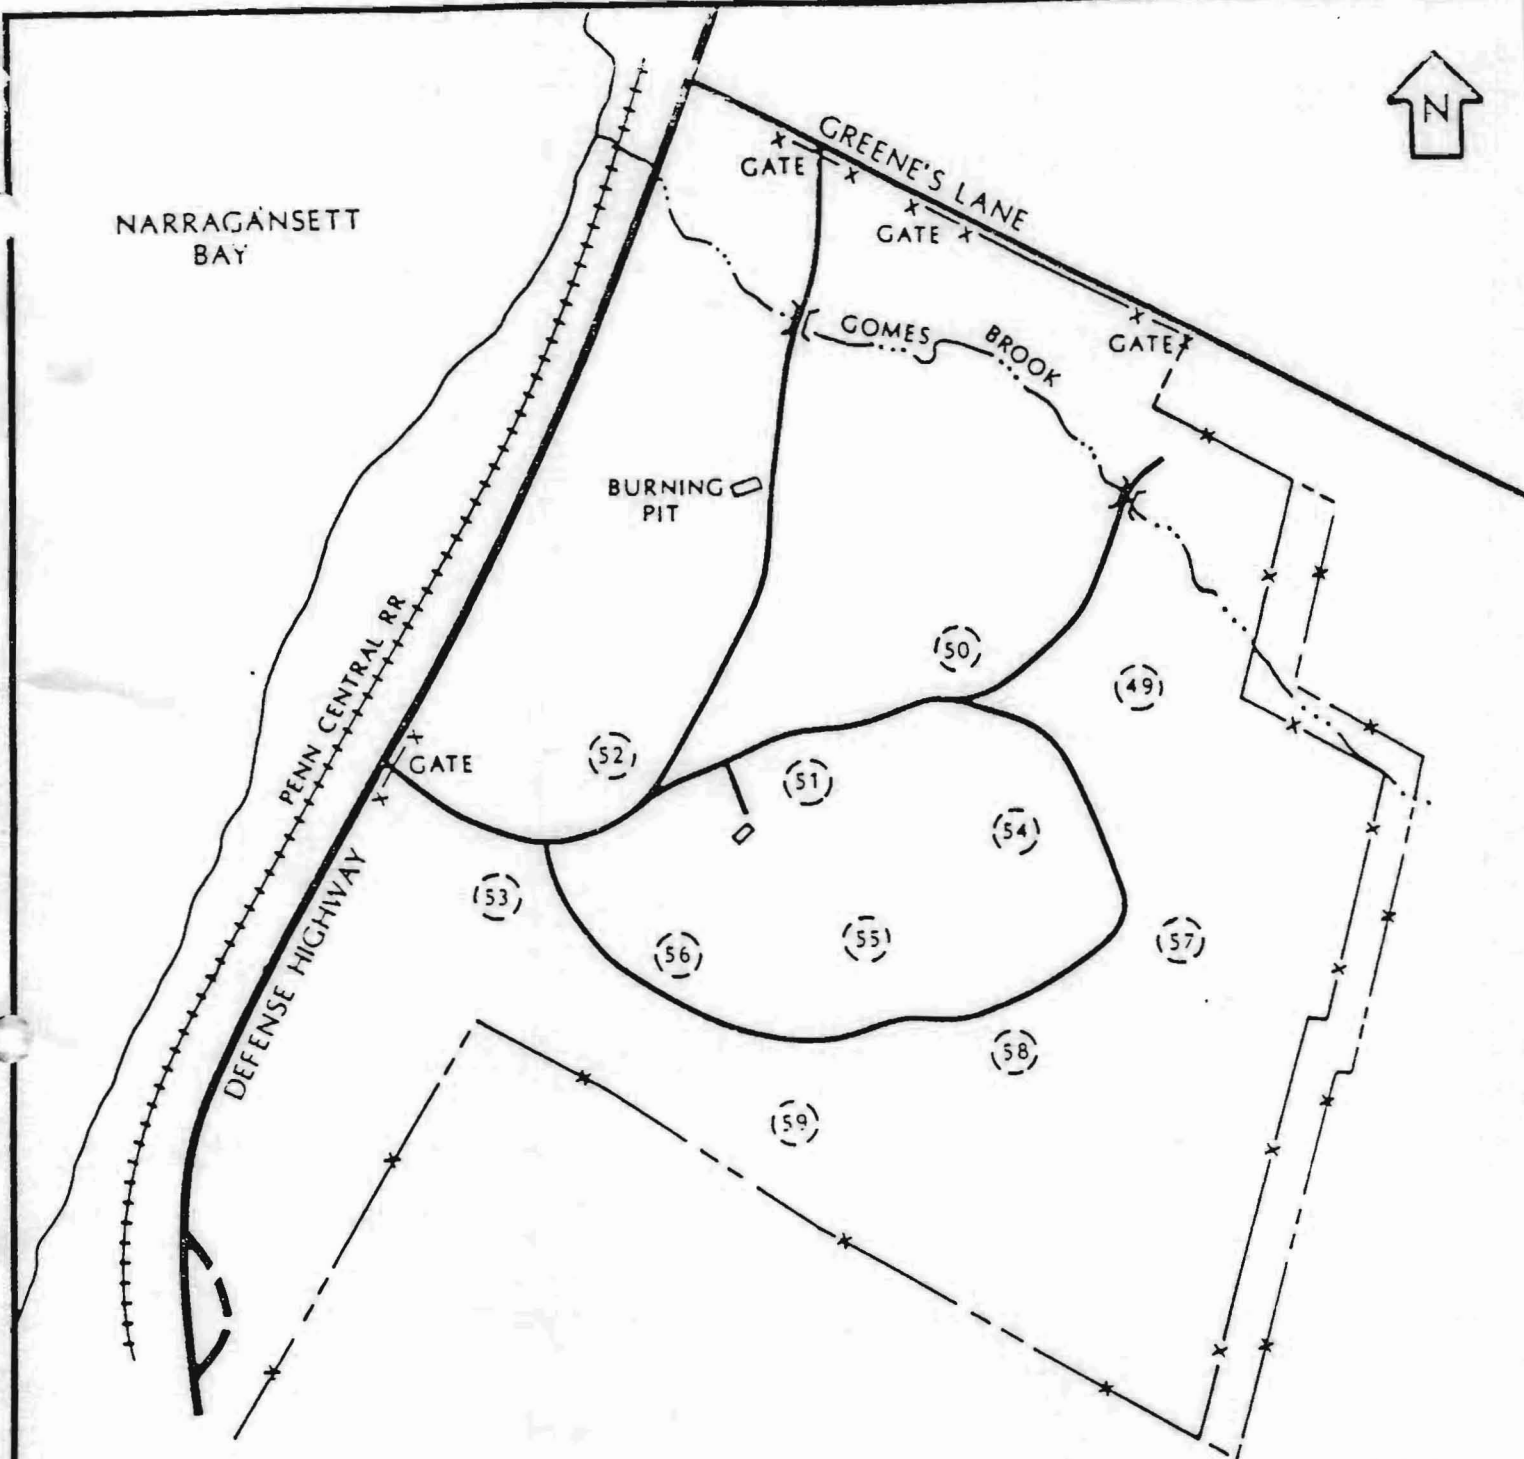 N
GREENE'S LANE
GATE
NARRAGANSETT
BAY
GATE
GOMES BROOK
GATE
BURNING
PIT
PENN CENTRAL RR
50
49
52
GATE
51
54
53
DEFENSE HIGHWAY
56
55
57
58
59